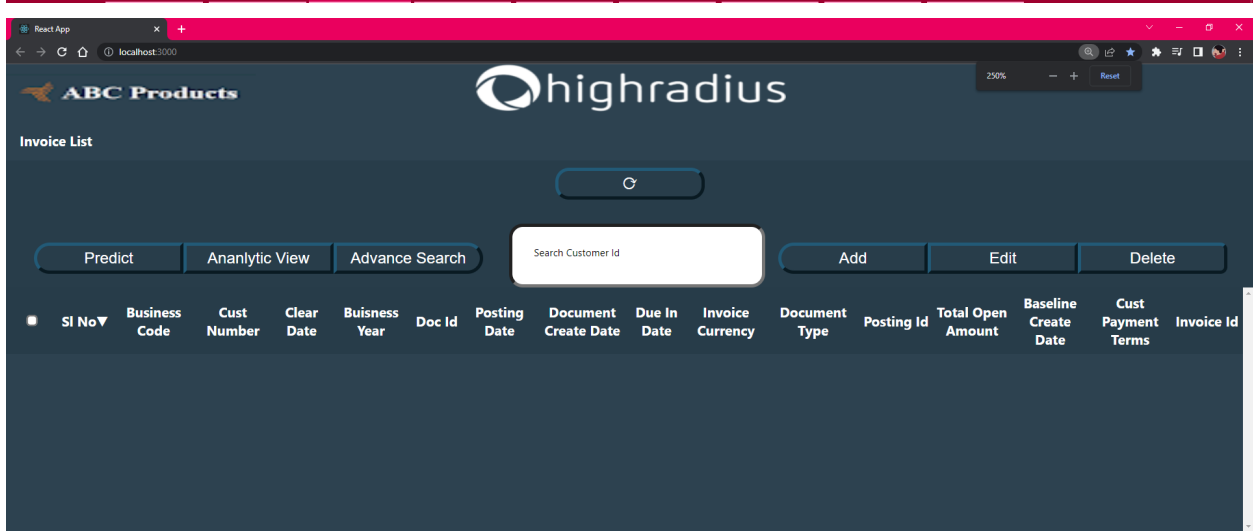 React App
localhost:3000
250%
Reset
ABC Products
highradius
Invoice List
Predict Ananlytic View Advance Search Search Customer Id Add Edit Delete
Sl No▼ Business Code Cust Number Clear Date Buisness Year Doc Id Posting Date Document Create Date Due In Date Invoice Currency Document Type Posting Id Total Open Amount Baseline Create Date Cust Payment Terms Invoice Id